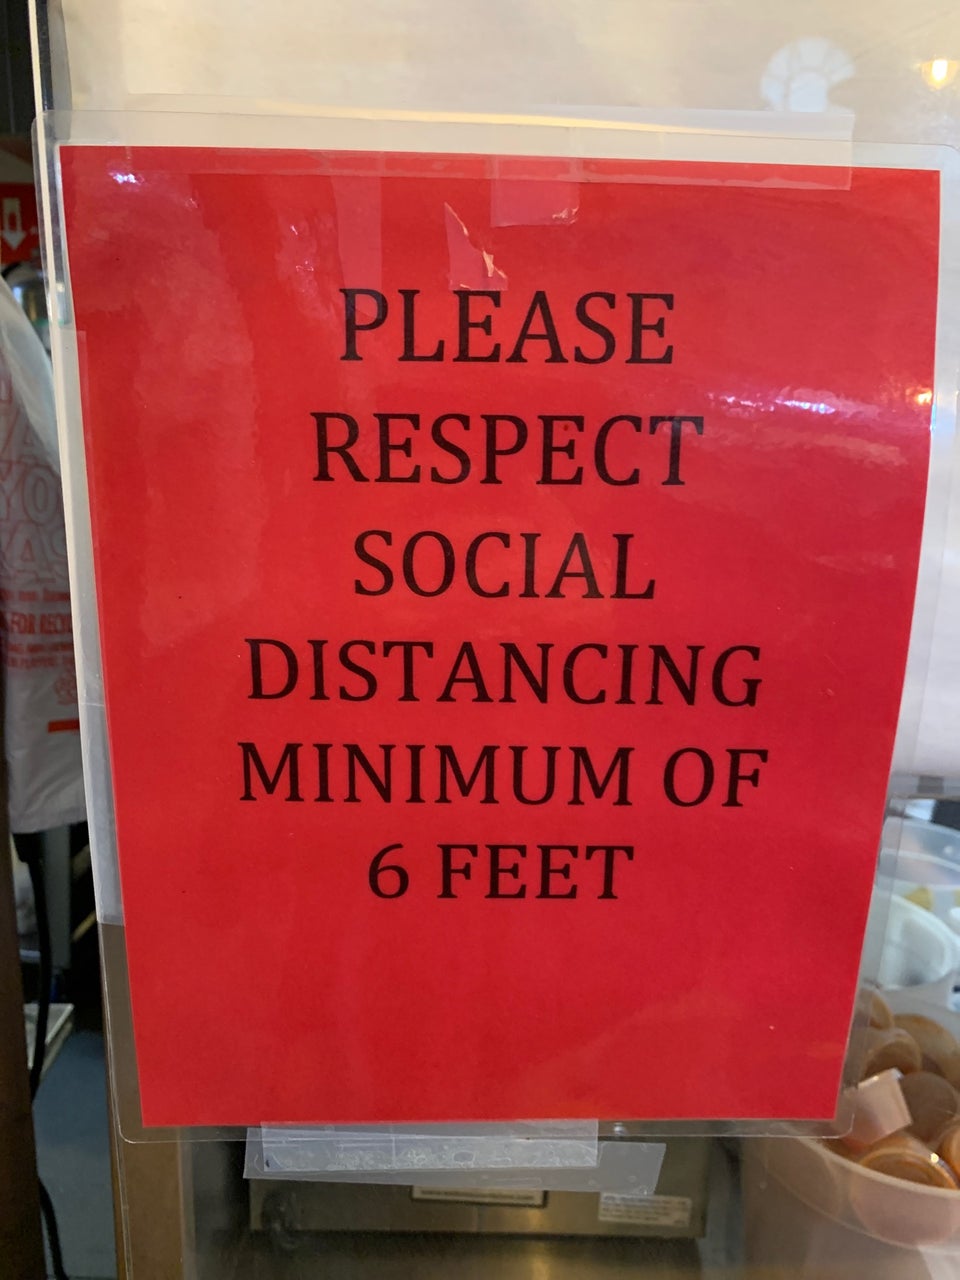 PLEASE
RESPECT
SOCIAL
DISTANCING
MINIMUM OF
6 FEET